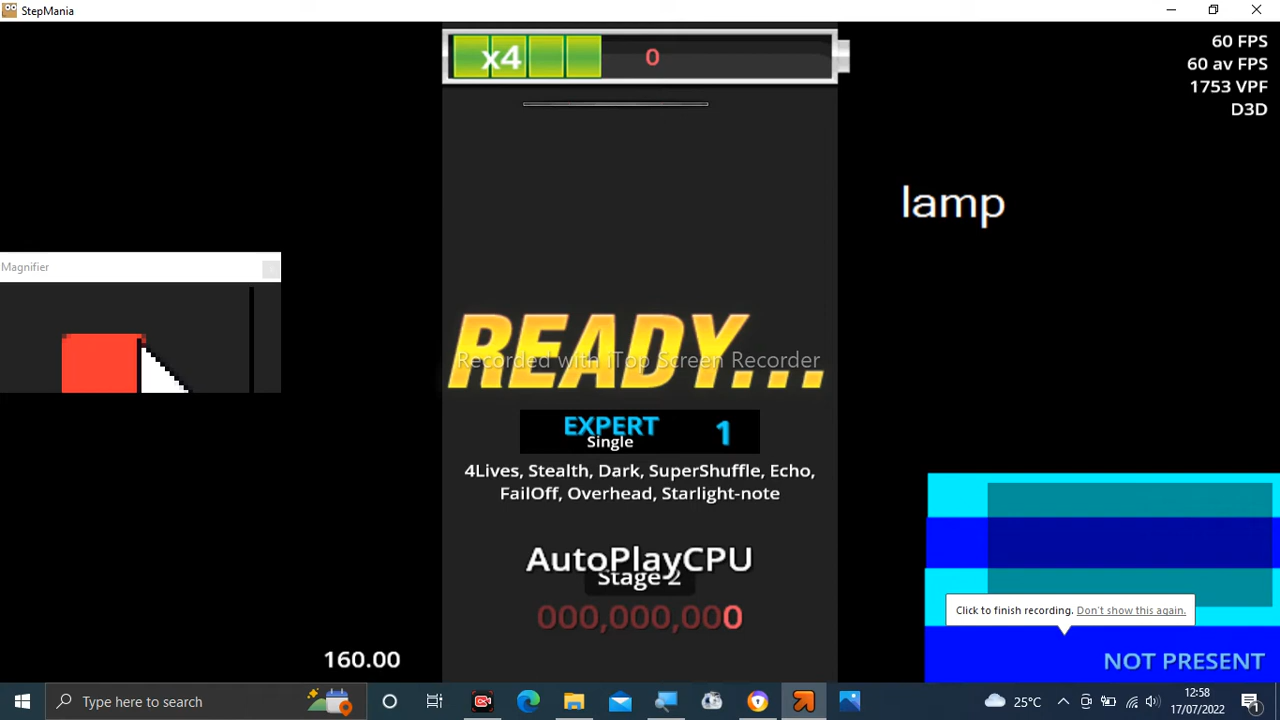 StepMania
x4
0
60 FPS
60 av FPS
1753 VPF
D3D
lamp
Magnifier
READY...
Recorded with iTop Screen Recorder
EXPERT 1
Single
4Lives, Stealth, Dark, SuperShuffle, Echo,
FailOff, Overhead, Starlight-note
AutoPlayCPU
Stage 2
000,000,000
Click to finish recording. Don't show this again.
160.00
NOT PRESENT
Type here to search
25°C
12:58
17/07/2022
1